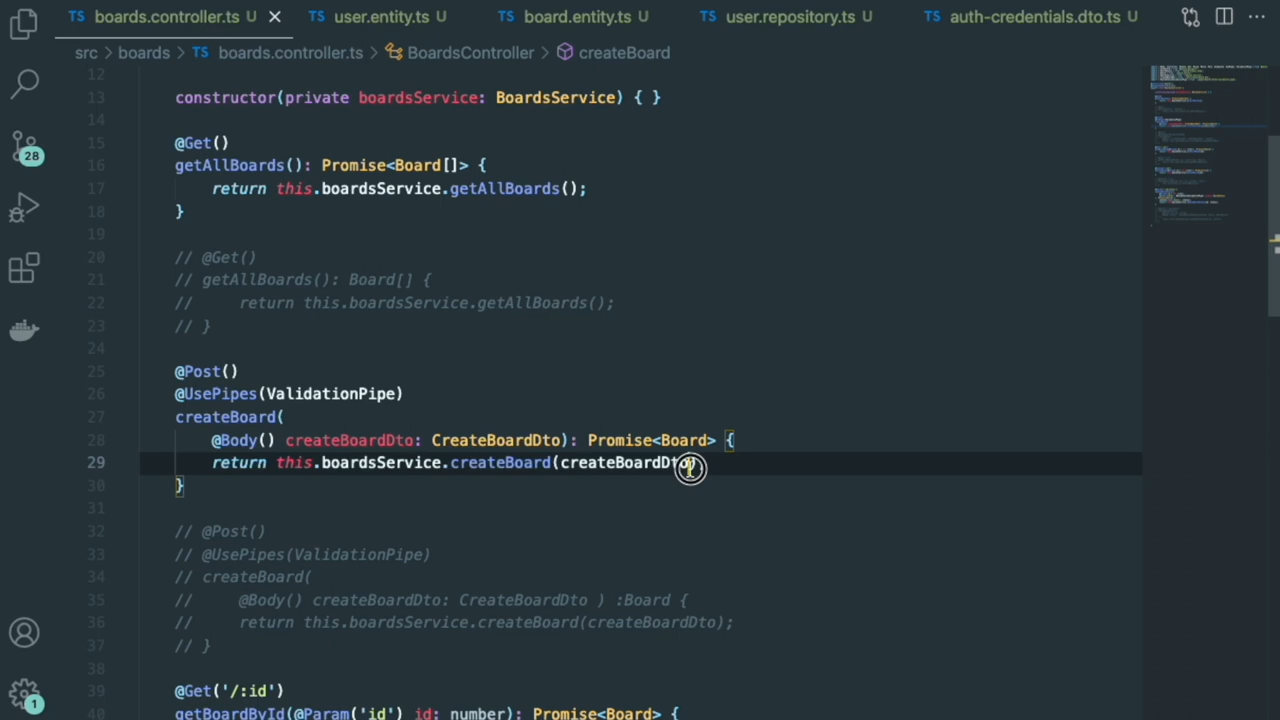 TS boards.controller.ts U
TS user.entity.ts U
TS board.entity.ts U
TS user.repository.ts U
TS auth-credentials.dto.ts U
src > boards > TS boards.controller.ts > BoardsController > createBoard
12
13 constructor(private boardsService: BoardsService) { }
14
15 @Get()
16 getAllBoards(): Promise<Board[]> {
17 return this.boardsService.getAllBoards();
18 }
19
20 // @Get()
21 // getAllBoards(): Board[] {
22 // return this.boardsService.getAllBoards();
23 // }
24
25 @Post()
26 @UsePipes(ValidationPipe)
27 createBoard(
28 @Body() createBoardDto: CreateBoardDto): Promise<Board> {
29 return this.boardsService.createBoard(createBoardDto)
30 }
31
32 // @Post()
33 // @UsePipes(ValidationPipe)
34 // createBoard(
35 // @Body() createBoardDto: CreateBoardDto ) :Board {
36 // return this.boardsService.createBoard(createBoardDto);
37 // }
38
39 @Get('/:id')
40 getBoardById(@Param('id') id: number): Promise<Board> {
28
1